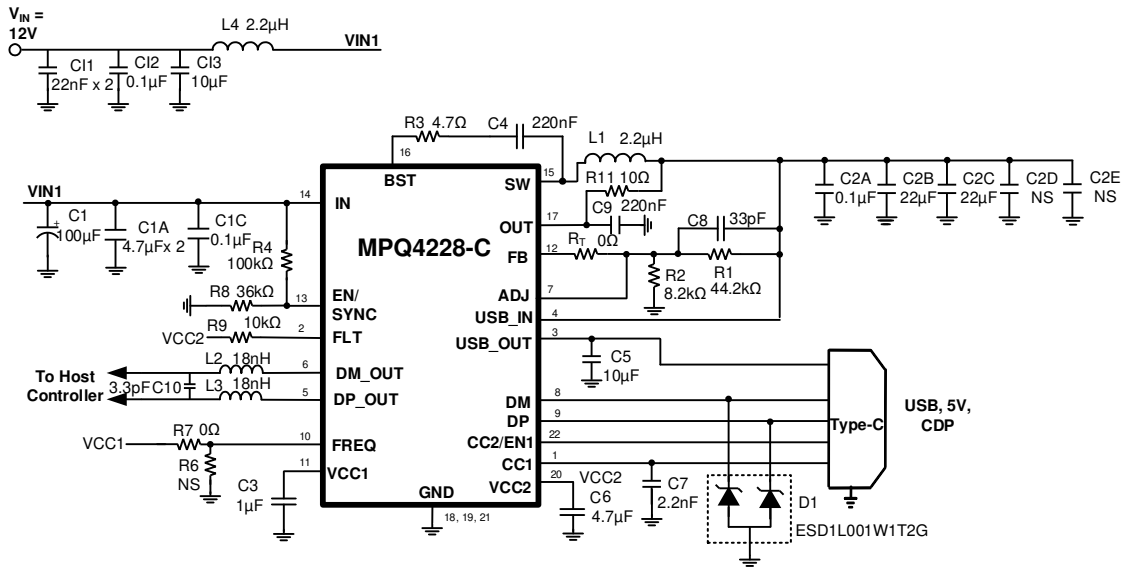 VIN =
12V
L4 2.2µH
VIN1
CI1
22nF x 2
CI2
0.1µF
CI3
10µF
R3 4.7Ω
C4
220nF
L1
2.2µH
16
BST
15
SW
R11 10Ω
C9
220nF
C2A
0.1µF
C2B
22µF
C2C
22µF
C2D
NS
C2E
NS
VIN1
14
IN
C1
+
100µF
C1A
4.7µFx 2
C1C
0.1µF
R4
100kΩ
MPQ4228-C
OUT
17
FB
12
RT
0Ω
C8
33pF
R2
8.2kΩ
R1
44.2kΩ
ADJ
7
USB_IN
4
USB_OUT
3
R8 36kΩ
13
EN/
SYNC
R9
10kΩ
VCC2
2
FLT
L2 18nH
6
DM_OUT
To Host
Controller
3.3pF C10
L3 18nH
5
DP_OUT
C5
10µF
DM
8
DP
9
CC2/EN1
22
CC1
1
VCC2
20
Type-C
USB, 5V,
CDP
VCC1
R7 0Ω
10
FREQ
R6
NS
11
VCC1
C3
1µF
GND
18, 19, 21
VCC2
C6
4.7µF
C7
2.2nF
D1
ESD1L001W1T2G